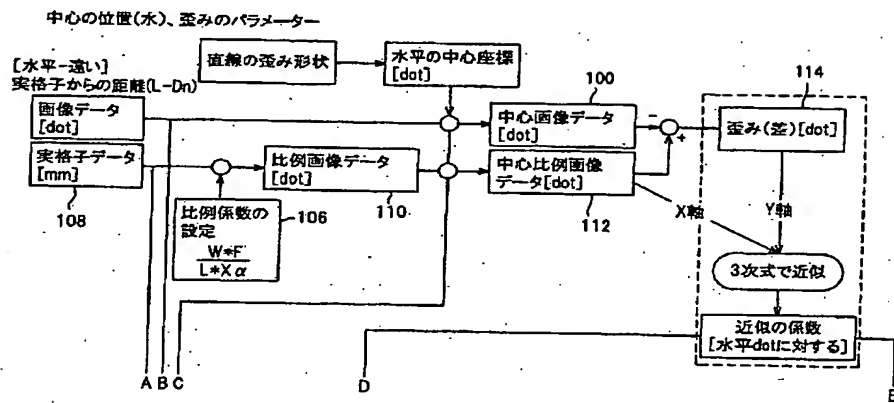 中心の位置(水)、歪みのパラメーター
直線の歪み形状
水平の中心座標
[dot]
[水平-遠い]
実格子からの距離(L-Dn)
画像データ
[dot]
100
中心画像データ
[dot]
-
+
114
歪み(差)[dot]
実格子データ
[mm]
108
比例画像データ
[dot]
110
中心比例画像
データ[dot]
112
X軸
Y軸
比例係数の
設定
W*F
L*Xα
106
3次式で近似
近似の係数
[水平dotに対する]
A
B
C
D
E